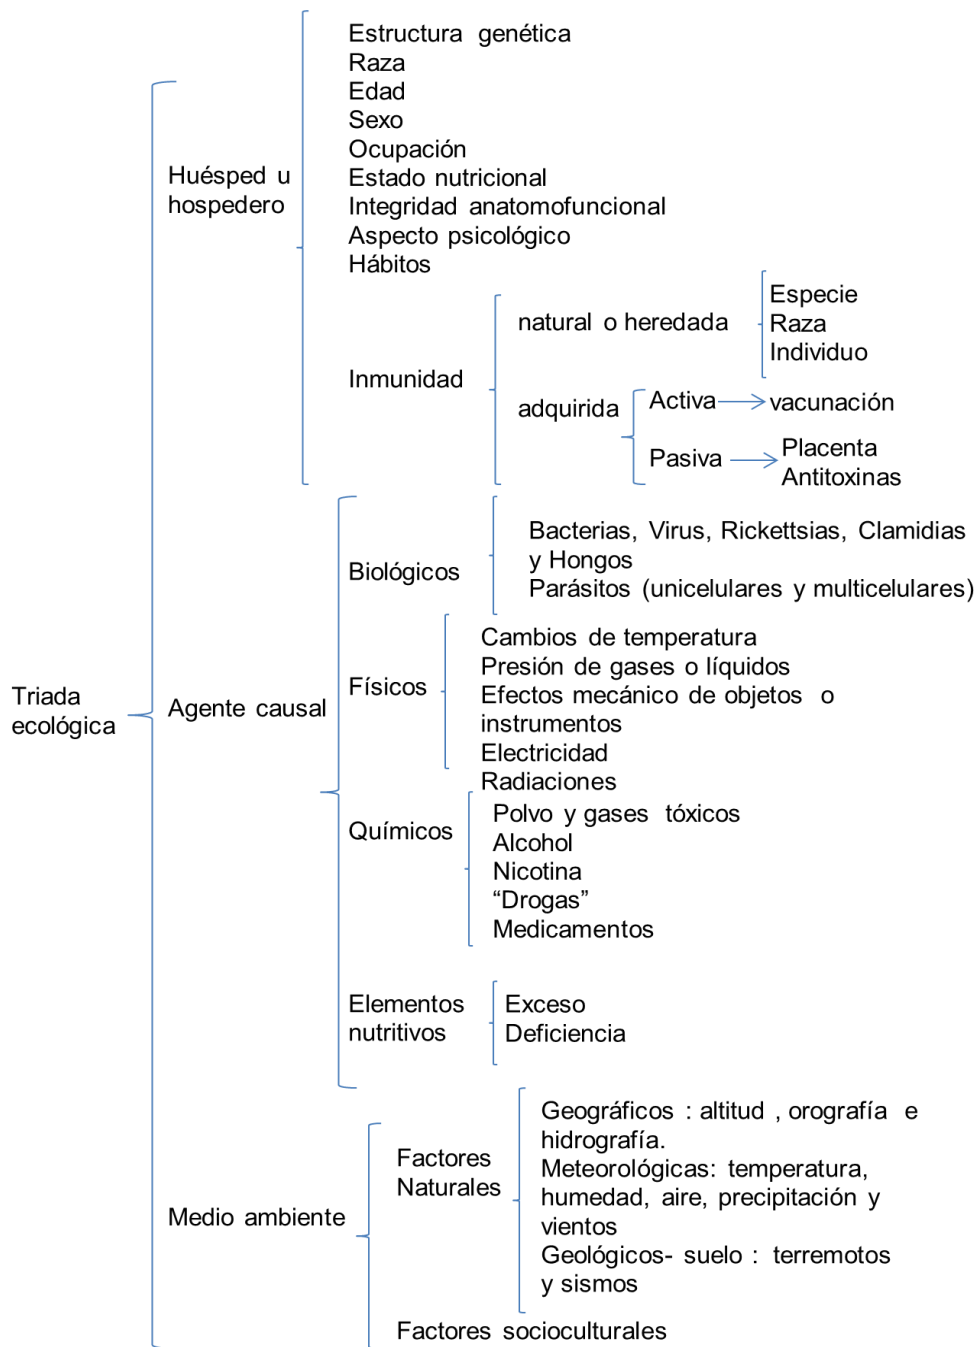 Estructura genética
Raza
Edad
Sexo
Ocupación
Estado nutricional
Integridad anatomofuncional
Aspecto psicológico
Hábitos
Huésped u
hospedero
Inmunidad
natural o heredada
Especie
Raza
Individuo
adquirida
Activa
vacunación
Pasiva
Placenta
Antitoxinas
Triada
ecológica
Agente causal
Biológicos
Bacterias, Virus, Rickettsias, Clamidias
y Hongos
Parásitos (unicelulares y multicelulares)
Físicos
Cambios de temperatura
Presión de gases o líquidos
Efectos mecánico de objetos o
instrumentos
Electricidad
Radiaciones
Químicos
Polvo y gases tóxicos
Alcohol
Nicotina
“Drogas”
Medicamentos
Elementos
nutritivos
Exceso
Deficiencia
Medio ambiente
Factores
Naturales
Geográficos : altitud , orografía e
hidrografía.
Meteorológicas: temperatura,
humedad, aire, precipitación y
vientos
Geológicos- suelo : terremotos
y sismos
Factores socioculturales